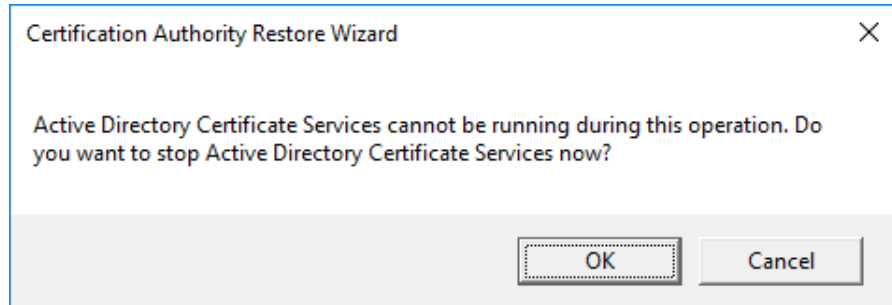 Certification Authority Restore Wizard
Active Directory Certificate Services cannot be running during this operation. Do
you want to stop Active Directory Certificate Services now?
OK
Cancel